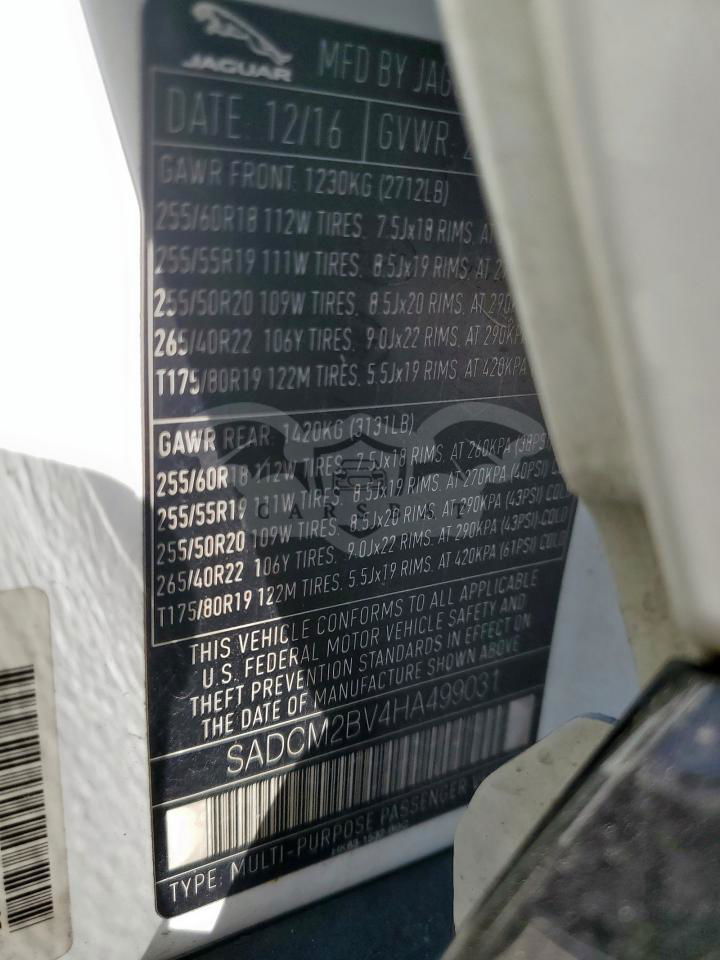 JAGUAR
MFD BY JAG
DATE: 12/16 GVWR:
GAWR FRONT: 1230KG (2712LB)
255/60R18 112W TIRES, 7.5Jx18 RIMS, AT
255/55R19 111W TIRES, 8.5Jx19 RIMS, AT
255/50R20 109W TIRES, 8.5Jx20 RIMS, AT 290KPA
265/40R22 106Y TIRES, 9.0Jx22 RIMS, AT 290KPA
T175/80R19 122M TIRES, 5.5Jx19 RIMS, AT 420KPA
GAWR REAR: 1420KG (3131LB)
255/60R18 112W TIRES, 7.5Jx18 RIMS, AT 260KPA (38PSI)
255/55R19 111W TIRES, 8.5Jx19 RIMS, AT 270KPA (40PSI)
255/50R20 109W TIRES, 8.5Jx20 RIMS, AT 290KPA (43PSI) COLD
265/40R22 106Y TIRES, 9.0Jx22 RIMS, AT 290KPA (43PSI) COLD
T175/80R19 122M TIRES, 5.5Jx19 RIMS, AT 420KPA (61PSI) COLD
THIS VEHICLE CONFORMS TO ALL APPLICABLE
U.S. FEDERAL MOTOR VEHICLE SAFETY AND
THEFT PREVENTION STANDARDS IN EFFECT ON
THE DATE OF MANUFACTURE SHOWN ABOVE
SADCM2BV4HA499031
TYPE: MULTI-PURPOSE PASSENGER